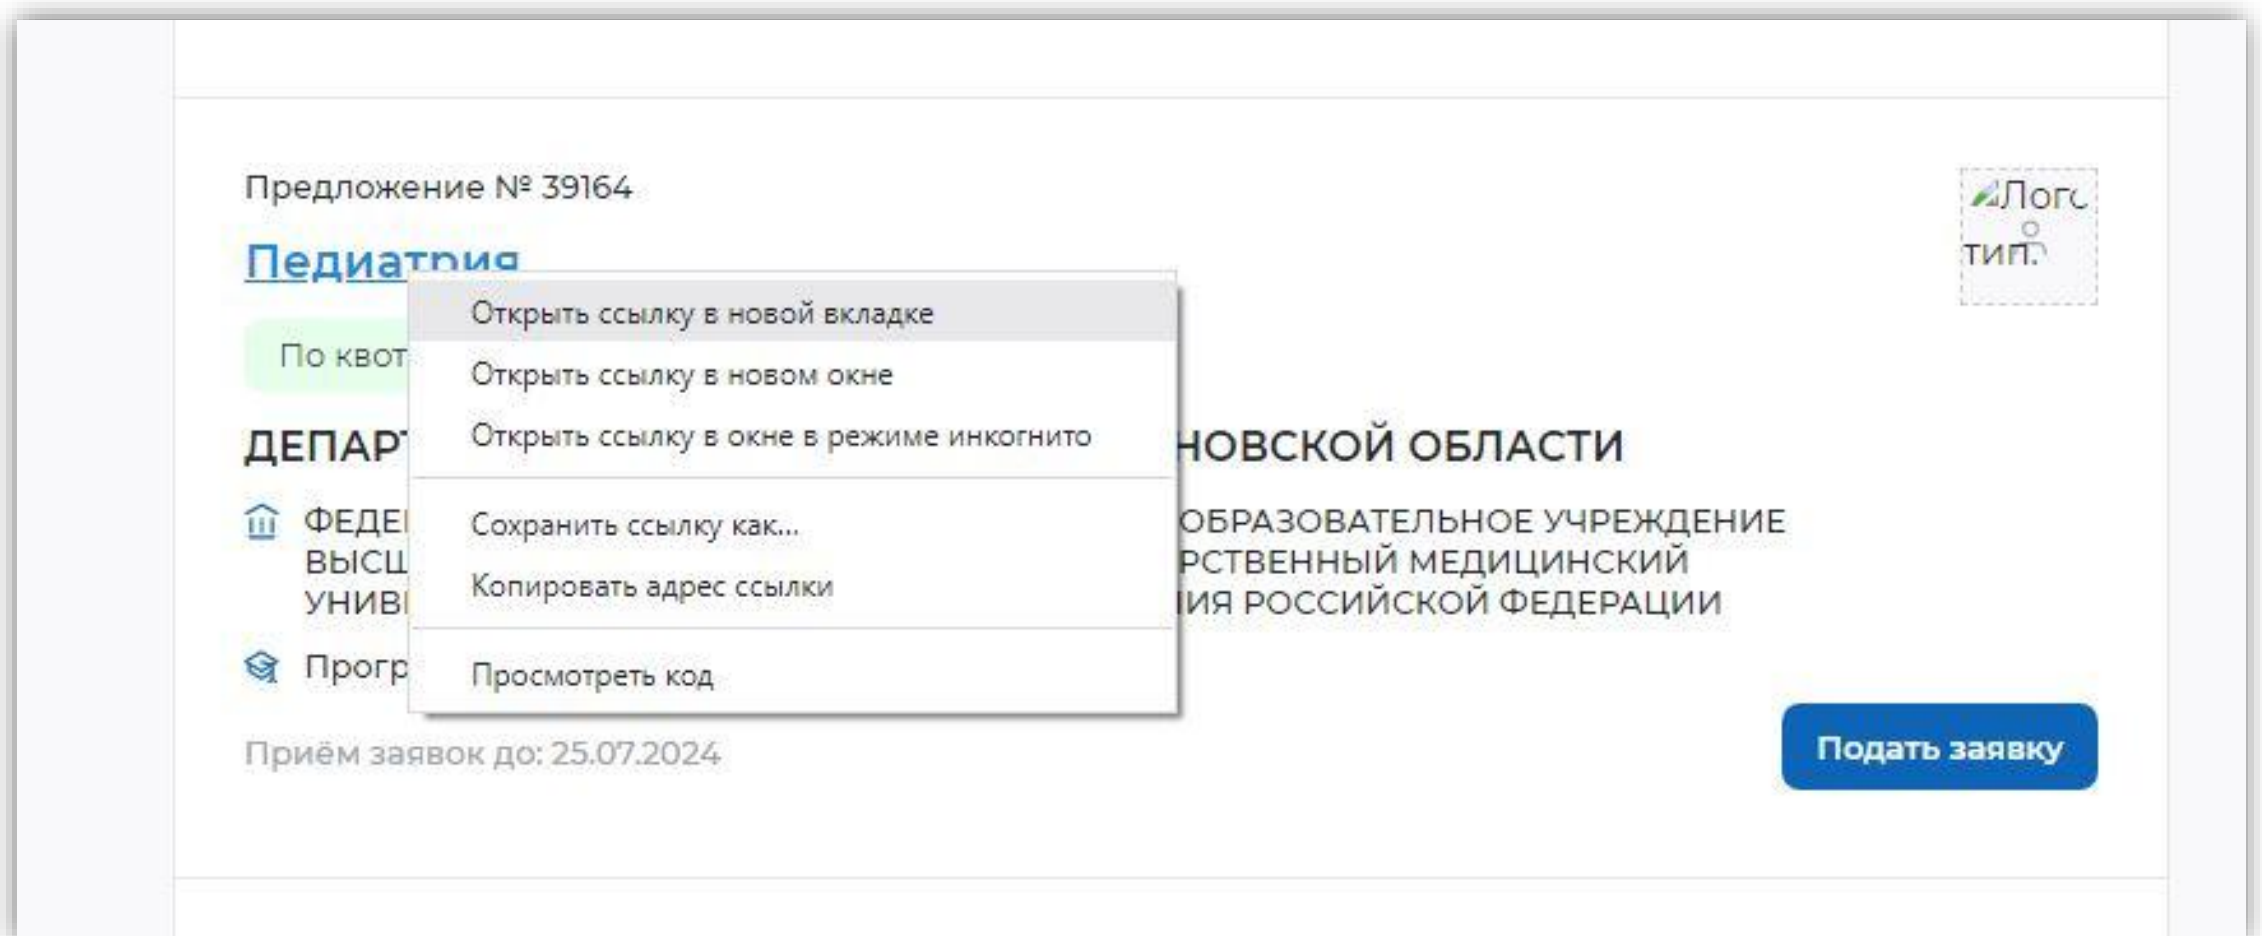 Предложение № 39164
Логотип.
Педиатрия
Открыть ссылку в новой вкладке
По квот
Открыть ссылку в новом окне
ДЕПАР
Открыть ссылку в окне в режиме инкогнито
НОВСКОЙ ОБЛАСТИ
ФЕДЕ
Сохранить ссылку как...
ОБРАЗОВАТЕЛЬНОЕ УЧРЕЖДЕНИЕ
ВЫСШ
РСТВЕННЫЙ МЕДИЦИНСКИЙ
Копировать адрес ссылки
УНИВ
ИЯ РОССИЙСКОЙ ФЕДЕРАЦИИ
Прогр
Просмотреть код
Приём заявок до: 25.07.2024
Подать заявку